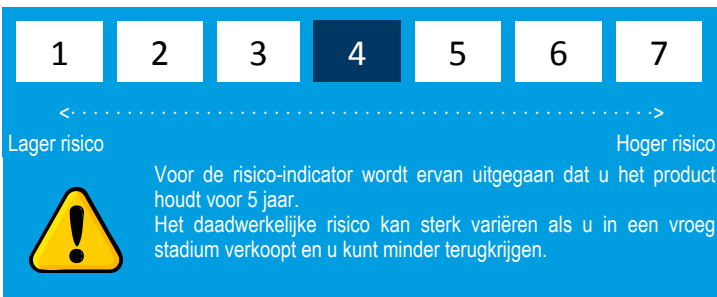 1 2 3 4 5 6 7
<· · · · · · · · · · · · · · · · · · · · · · · · · · · · · · · · · · · · · · · · · · · · · · · · · · · ·>
Lager risico Hoger risico
Voor de risico-indicator wordt ervan uitgegaan dat u het product
houdt voor 5 jaar.
Het daadwerkelijke risico kan sterk variëren als u in een vroeg
stadium verkoopt en u kunt minder terugkrijgen.
!